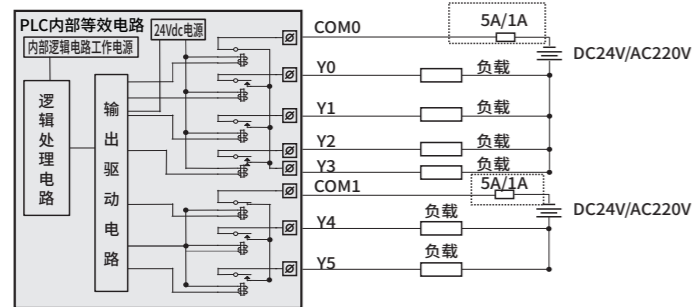 PLC内部等效电路
24Vdc电源
内部逻辑电路工作电源
逻辑处理电路
输出驱动电路
COM0
5A/1A
DC24V/AC220V
Y0
负载
Y1
负载
Y2
负载
Y3
负载
COM1
5A/1A
DC24V/AC220V
Y4
负载
Y5
负载